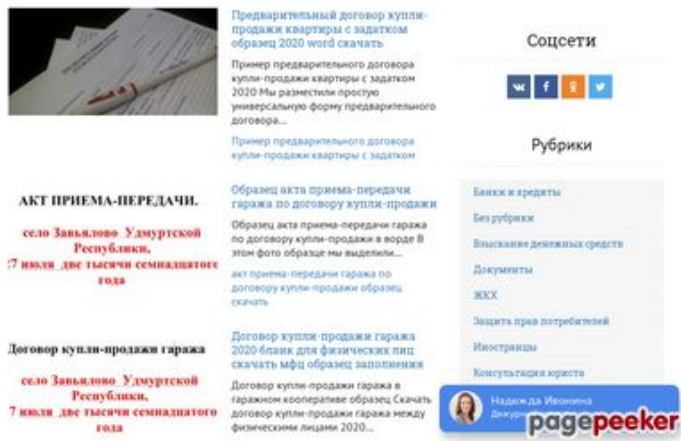 Предварительный договор купли-
продажи квартиры с задатком
образец 2020 word скачать
Пример предварительного договора
купли-продажи квартиры с задатком
2020 Мы разместили простую
универсальную форму предварительного
договора...
Пример предварительного договора
купли-продажи квартиры с задатком
АКТ ПРИЕМА-ПЕРЕДАЧИ.
село Завьялово Удмуртской
Республики,
:7 июля две тысячи семнадцатого
года
Образец акта приема-передачи
гаража по договору купли-продажи
Образец акта приема-передачи гаража
по договору купли-продажи в ворде В
этом фото образце мы выделили...
акт приема-передачи гаража по
договору купли-продажи образец
скачать
Договор купли-продажи гаража
село Завьялово Удмуртской
Республики,
7 июля две тысячи семнадцатого
года
Договор купли-продажи гаража
2020 бланк для физических лиц
скачать мфц образец заполнения
Договор купли-продажи гаража в
гаражном кооперативе образец Скачать
договор купли-продажи гаража между
физическими лицами 2020...
Соцсети
Рубрики
Банки и кредиты
Без рубрики
Взыскание денежных средств
Документы
ЖКХ
Защита прав потребителей
Иностранцы
Консультация юриста
Надежда Ивонина
pagepeeker